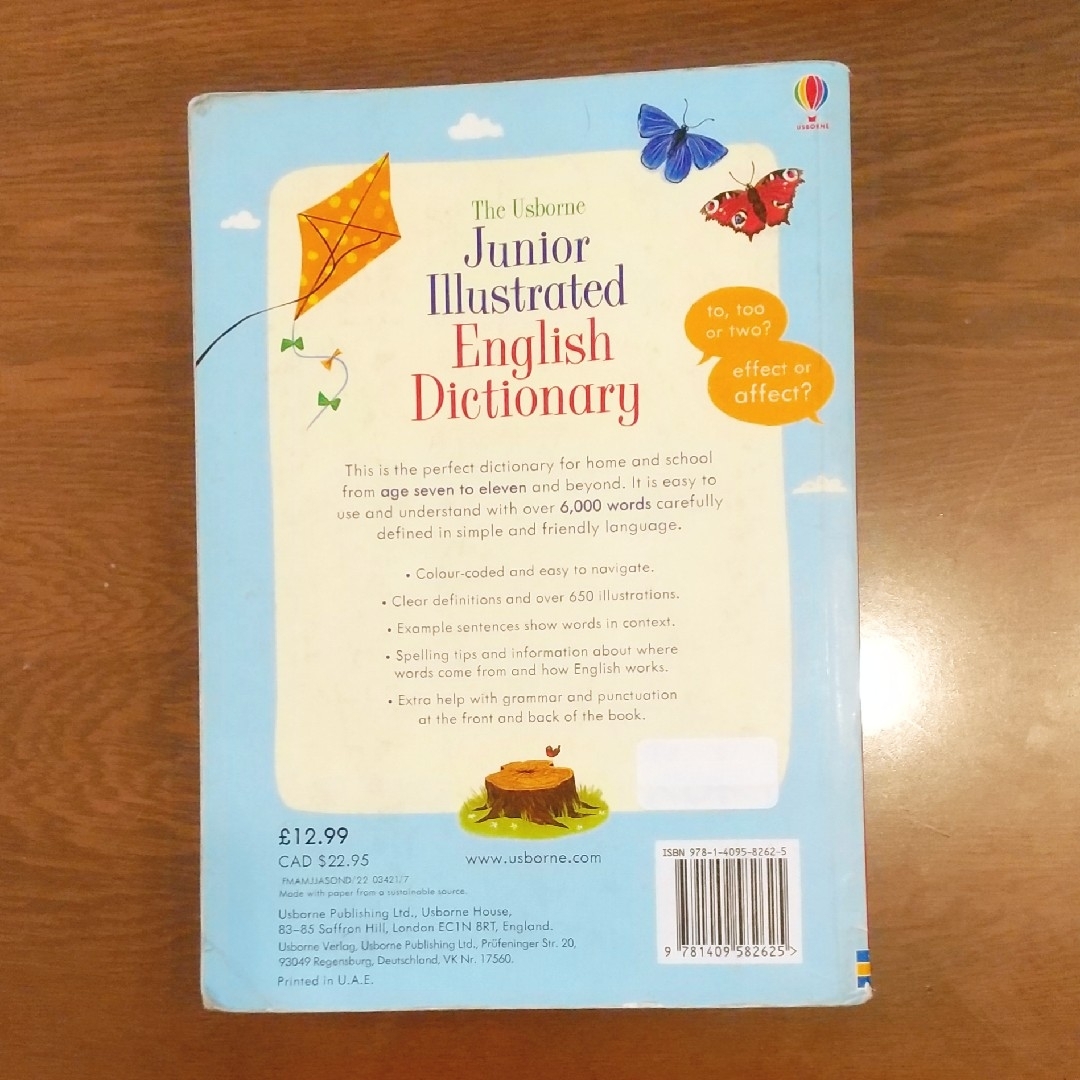 USBORNE
The Usborne
Junior
Illustrated
English
Dictionary
to, too
or two?
effect or
affect?
This is the perfect dictionary for home and school
from age seven to eleven and beyond. It is easy to
use and understand with over 6,000 words carefully
defined in simple and friendly language.
• Colour-coded and easy to navigate.
• Clear definitions and over 650 illustrations.
• Example sentences show words in context.
• Spelling tips and information about where
words come from and how English works.
• Extra help with grammar and punctuation
at the front and back of the book.
£12.99
CAD $22.95
FMAMJJASOND/22 03421/7
Made with paper from a sustainable source.
www.usborne.com
Usborne Publishing Ltd., Usborne House,
83–85 Saffron Hill, London EC1N 8RT, England.
Usborne Verlag, Usborne Publishing Ltd., Prüfeninger Str. 20,
93049 Regensburg, Deutschland, VK Nr. 17560.
Printed in U.A.E.
ISBN 978-1-4095-8262-5
9 781409 582625 >